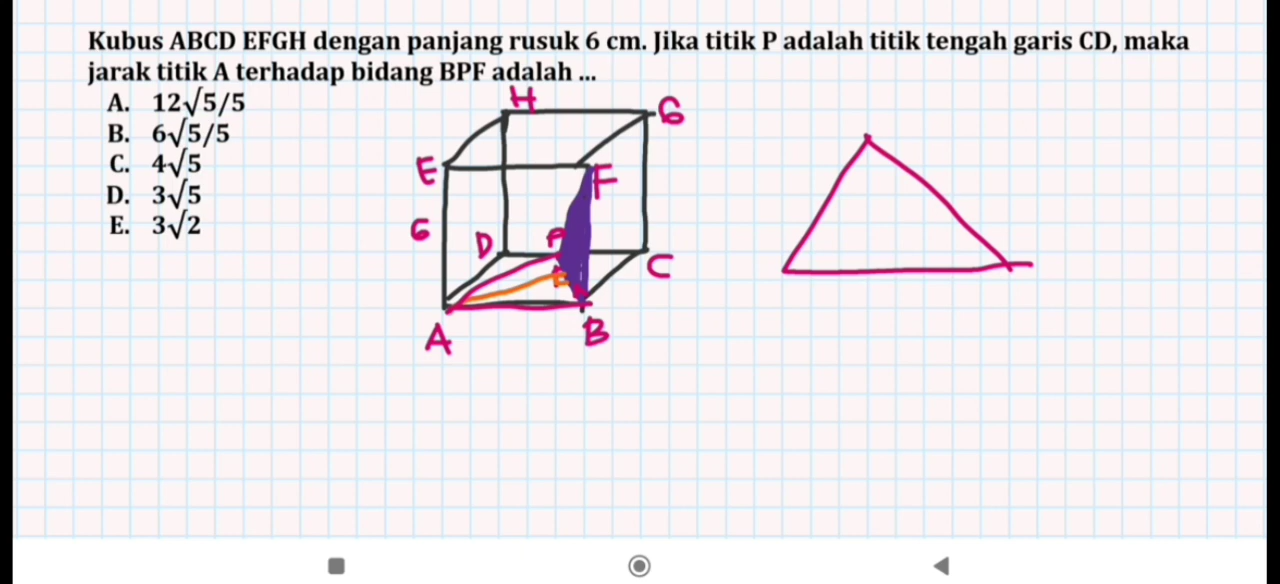 Kubus ABCD EFGH dengan panjang rusuk 6 cm. Jika titik P adalah titik tengah garis CD, maka
jarak titik A terhadap bidang BPF adalah ...
A. 12√5/5
B. 6√5/5
C. 4√5
D. 3√5
E. 3√2
H
G
E
F
6
D
C
A
B